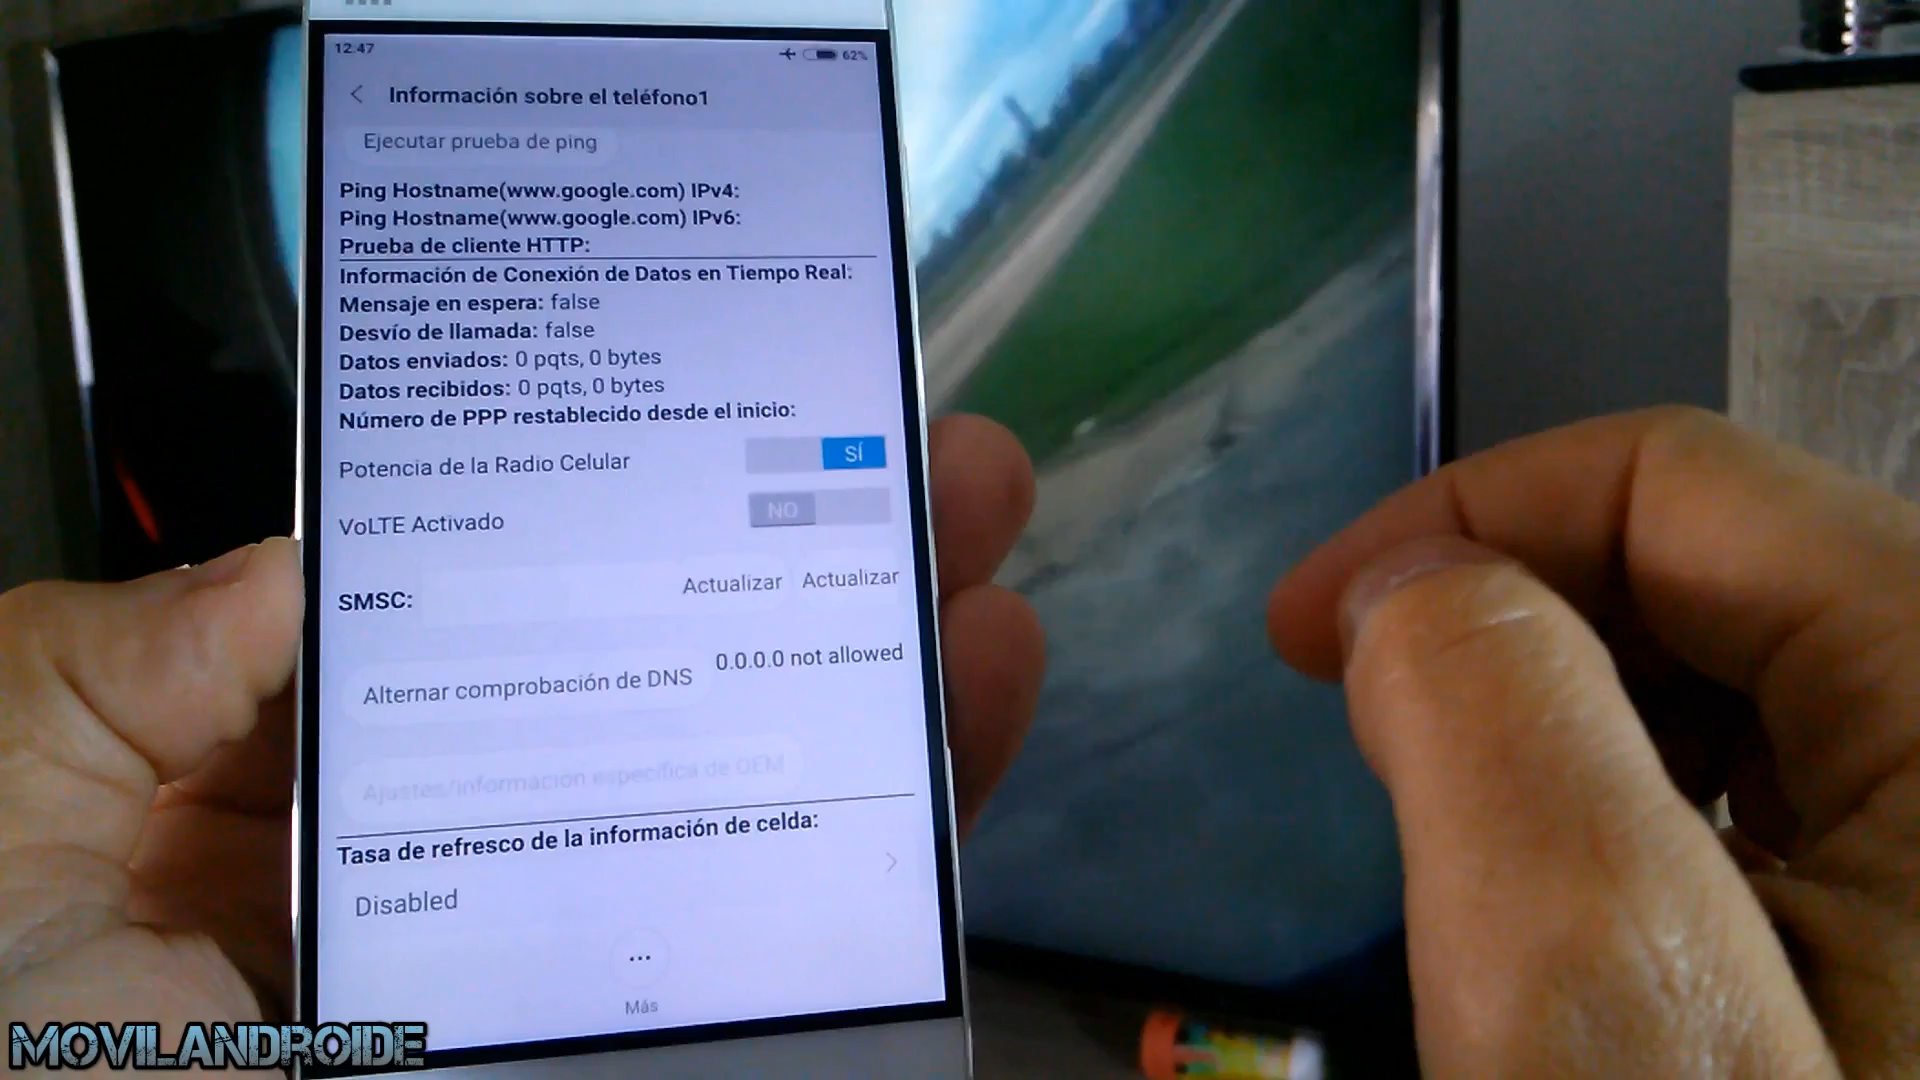 12.47
62%
Información sobre el teléfono1
Ejecutar prueba de ping
Ping Hostname(www.google.com) IPv4:
Ping Hostname(www.google.com) IPv6:
Prueba de cliente HTTP:
Información de Conexión de Datos en Tiempo Real:
Mensaje en espera: false
Desvío de llamada: false
Datos enviados: 0 pqts, 0 bytes
Datos recibidos: 0 pqts, 0 bytes
Número de PPP restablecido desde el inicio:
Potencia de la Radio Celular SÍ
VoLTE Activado NO
SMSC: Actualizar Actualizar
Alternar comprobación de DNS 0.0.0.0 not allowed
Ajustes/información específica de OEM
Tasa de refresco de la información de celda:
Disabled
...
Más
MOVILANDROIDE